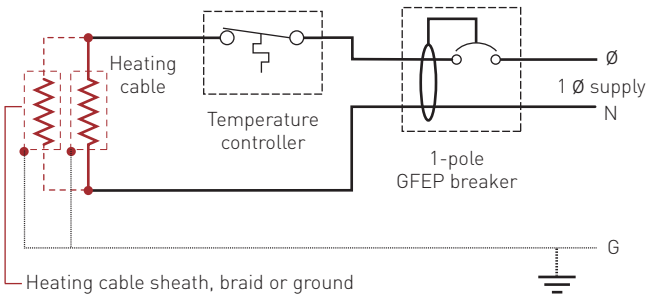 Heating
cable
Temperature
controller
1-pole
GFEP breaker
Ø
1 Ø supply
N
G
Heating cable sheath, braid or ground